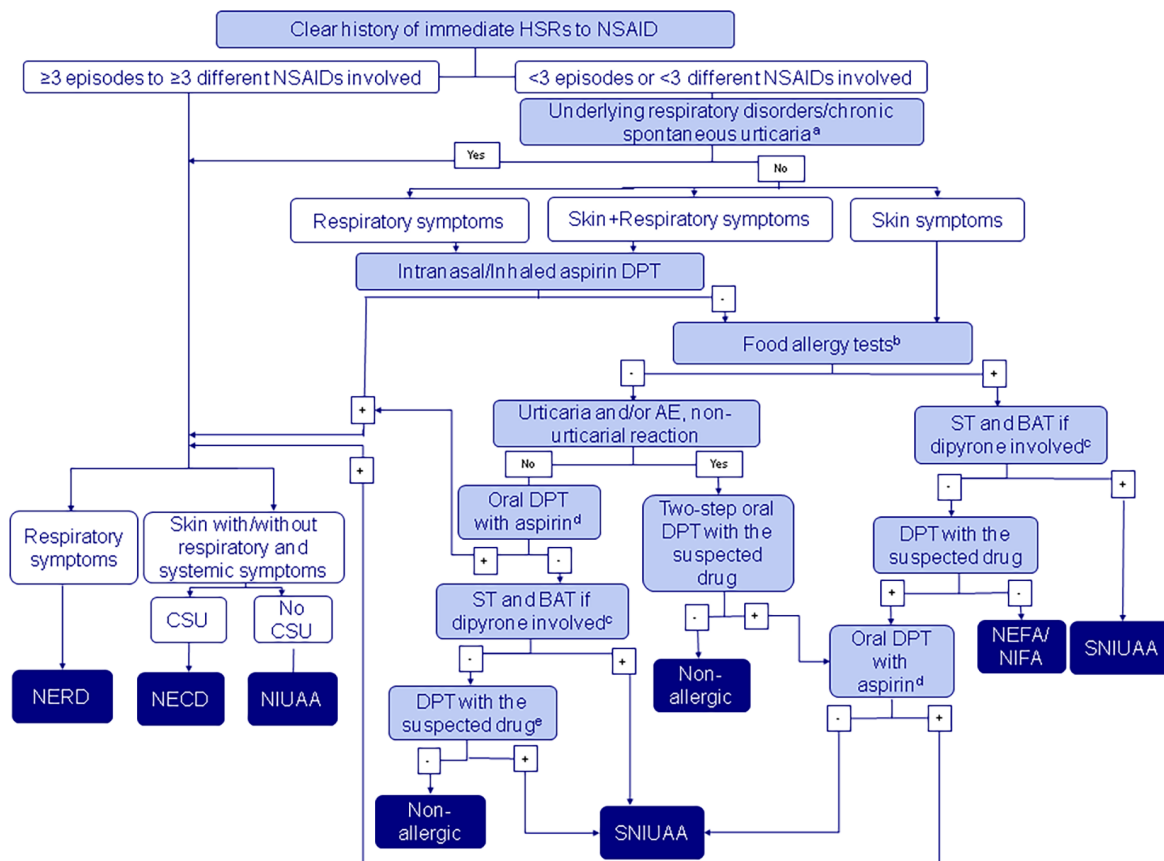 Clear history of immediate HSRs to NSAID
≥3 episodes to ≥3 different NSAIDs involved
<3 episodes or <3 different NSAIDs involved
Underlying respiratory disorders/chronic
spontaneous urticariaᵃ
Yes
No
Respiratory symptoms
Skin+Respiratory symptoms
Skin symptoms
Intranasal/Inhaled aspirin DPT
-
Food allergy testsᵇ
-
+
+
Urticaria and/or AE, non-
urticarial reaction
ST and BAT if
dipyrone involvedᶜ
+
No
Yes
-
+
Respiratory
symptoms
Skin with/without
respiratory and
systemic symptoms
Oral DPT
with aspirinᵈ
Two-step oral
DPT with the
suspected
drug
DPT with the
suspected drug
+
-
+
-
CSU
No
CSU
ST and BAT if
dipyrone involvedᶜ
-
+
Oral DPT
with
aspirinᵈ
NEFA/
NIFA
SNIUAA
-
+
NERD
NECD
NIUAA
Non-
allergic
DPT with the
suspected drugᵉ
-
+
-
+
Non-
allergic
SNIUAA